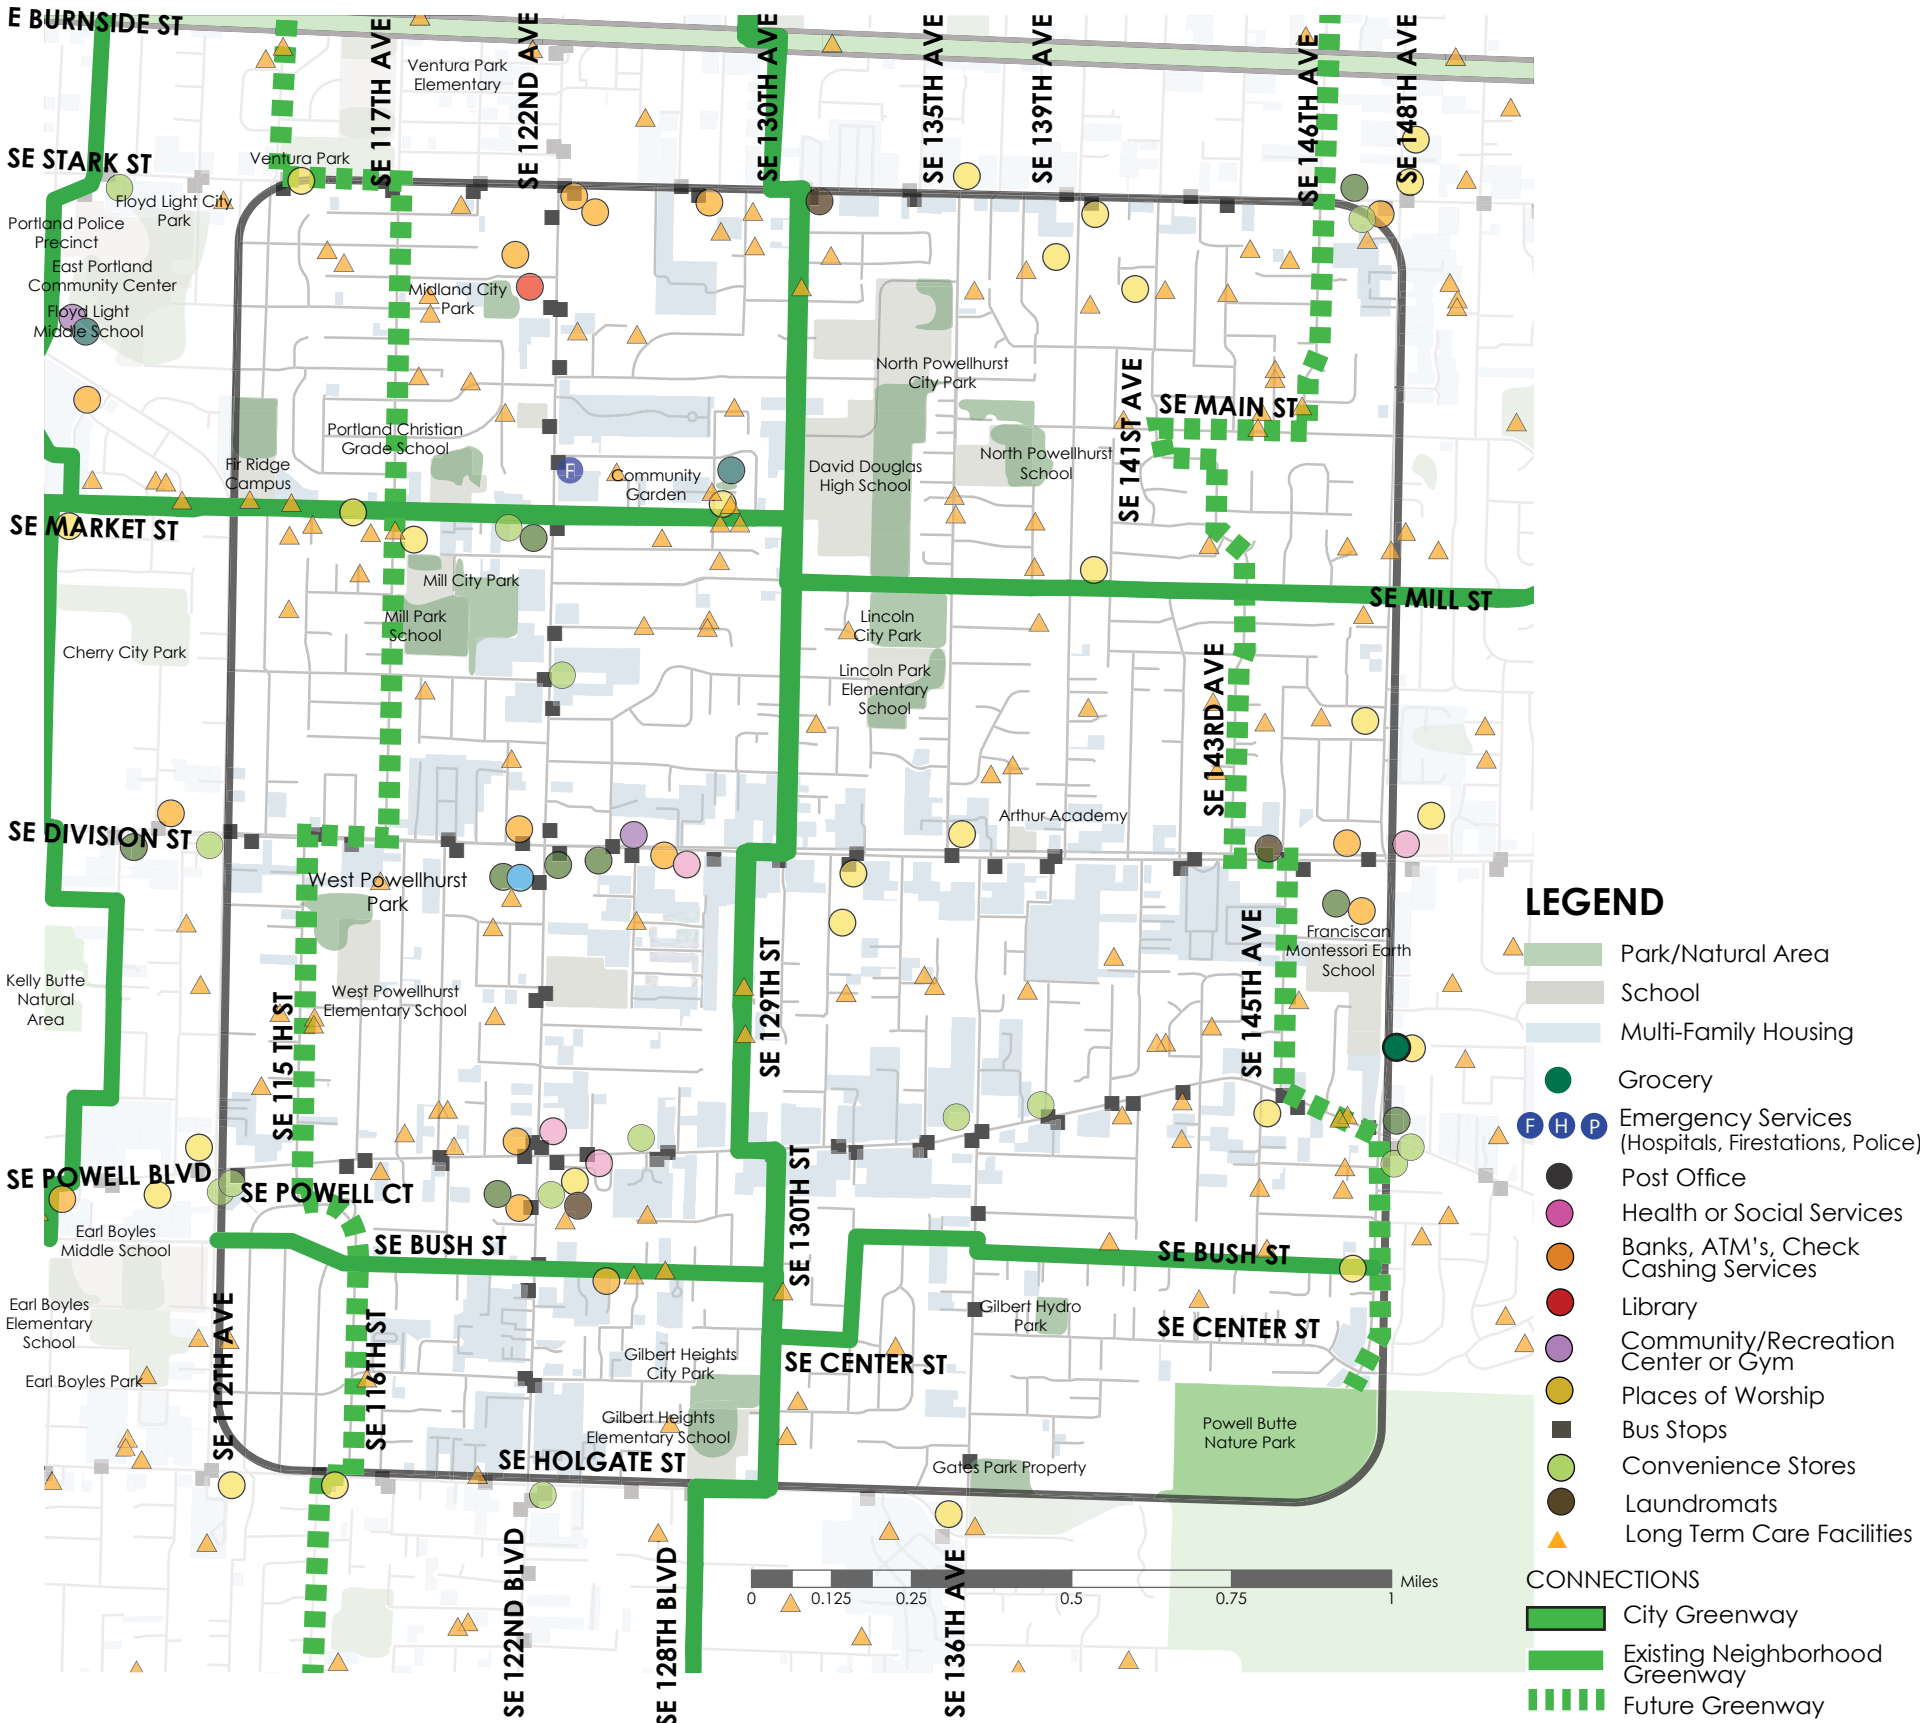 E BURNSIDE ST
SE 117TH AVE
SE 122ND AVE
SE 130TH AVE
SE 135TH AVE
SE 139TH AVE
SE 146TH AVE
SE 148TH AVE
Ventura Park
Elementary
SE STARK ST
Ventura Park
Floyd Light City
Park
Portland Police
Precinct
East Portland
Community Center
Floyd Light
Middle School
Midland City
Park
North Powellhurst
City Park
SE 141ST AVE
SE MAIN ST
Portland Christian
Grade School
Fir Ridge
Campus
F
Community
Garden
David Douglas
High School
North Powellhurst
School
SE MARKET ST
Mill City Park
Mill Park
School
SE MILL ST
Cherry City Park
Lincoln
City Park
Lincoln Park
Elementary
School
SE 143RD AVE
SE DIVISION ST
Arthur Academy
West Powellhurst
Park
Kelly Butte
Natural
Area
SE 115 TH ST
West Powellhurst
Elementary School
SE 129TH ST
SE 145TH AVE
Franciscan
Montessori Earth
School
SE POWELL BLVD
SE POWELL CT
Earl Boyles
Middle School
SE BUSH ST
SE 130TH ST
SE BUSH ST
Earl Boyles
Elementary
School
Earl Boyles Park
SE 112TH AVE
SE 116TH ST
Gilbert Heights
City Park
Gilbert Heights
Elementary School
SE CENTER ST
Gilbert Hydro
Park
SE CENTER ST
Powell Butte
Nature Park
SE HOLGATE ST
Gates Park Property
SE 122ND BLVD
SE 128TH BLVD
SE 136TH AVE
0
0.125
0.25
0.5
0.75
1
Miles
LEGEND
Park/Natural Area
School
Multi-Family Housing
Grocery
F H P
Emergency Services
(Hospitals, Firestations, Police)
Post Office
Health or Social Services
Banks, ATM's, Check
Cashing Services
Library
Community/Recreation
Center or Gym
Places of Worship
Bus Stops
Convenience Stores
Laundromats
Long Term Care Facilities
CONNECTIONS
City Greenway
Existing Neighborhood
Greenway
Future Greenway